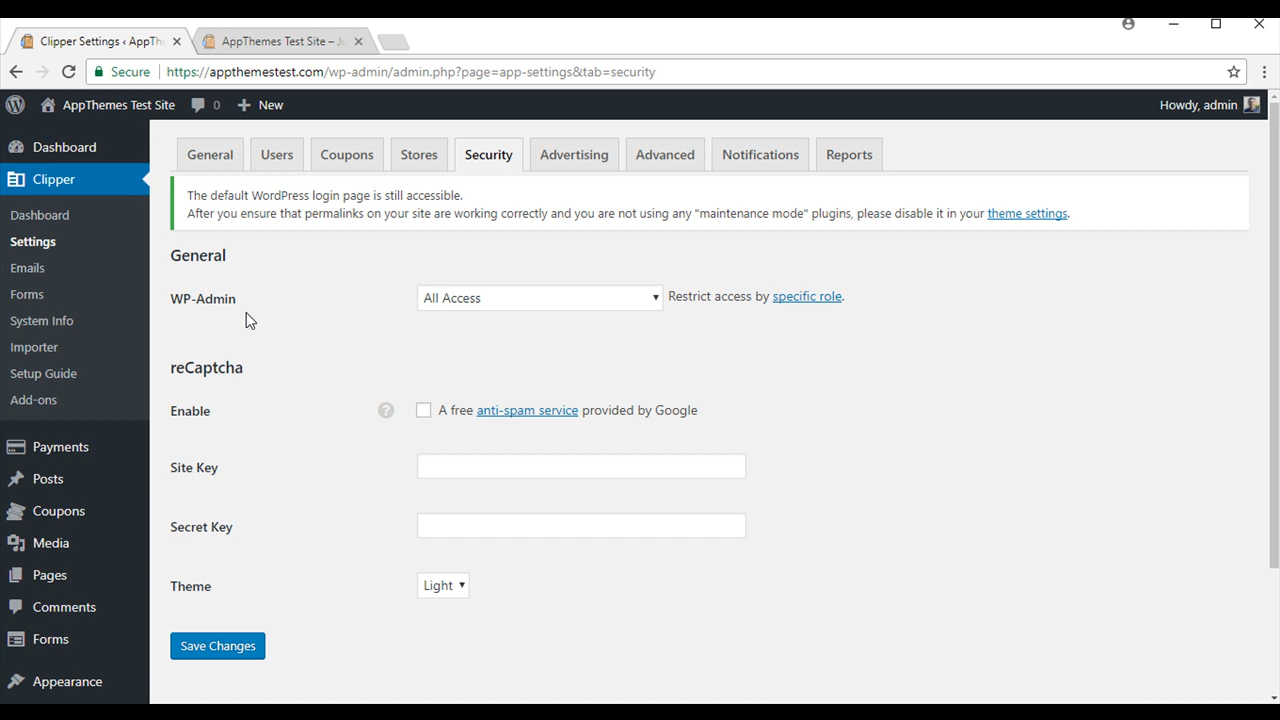 Clipper Settings ‹ AppTh
AppThemes Test Site – Ju
Secure https://appthemestest.com/wp-admin/admin.php?page=app-settings&tab=security
AppThemes Test Site 0 New Howdy, admin
Dashboard
Clipper
Dashboard
Settings
Emails
Forms
System Info
Importer
Setup Guide
Add-ons
Payments
Posts
Coupons
Media
Pages
Comments
Forms
Appearance
General Users Coupons Stores Security Advertising Advanced Notifications Reports
The default WordPress login page is still accessible.
After you ensure that permalinks on your site are working correctly and you are not using any "maintenance mode" plugins, please disable it in your theme settings.
General
WP-Admin All Access Restrict access by specific role.
reCaptcha
Enable ? A free anti-spam service provided by Google
Site Key
Secret Key
Theme Light
Save Changes